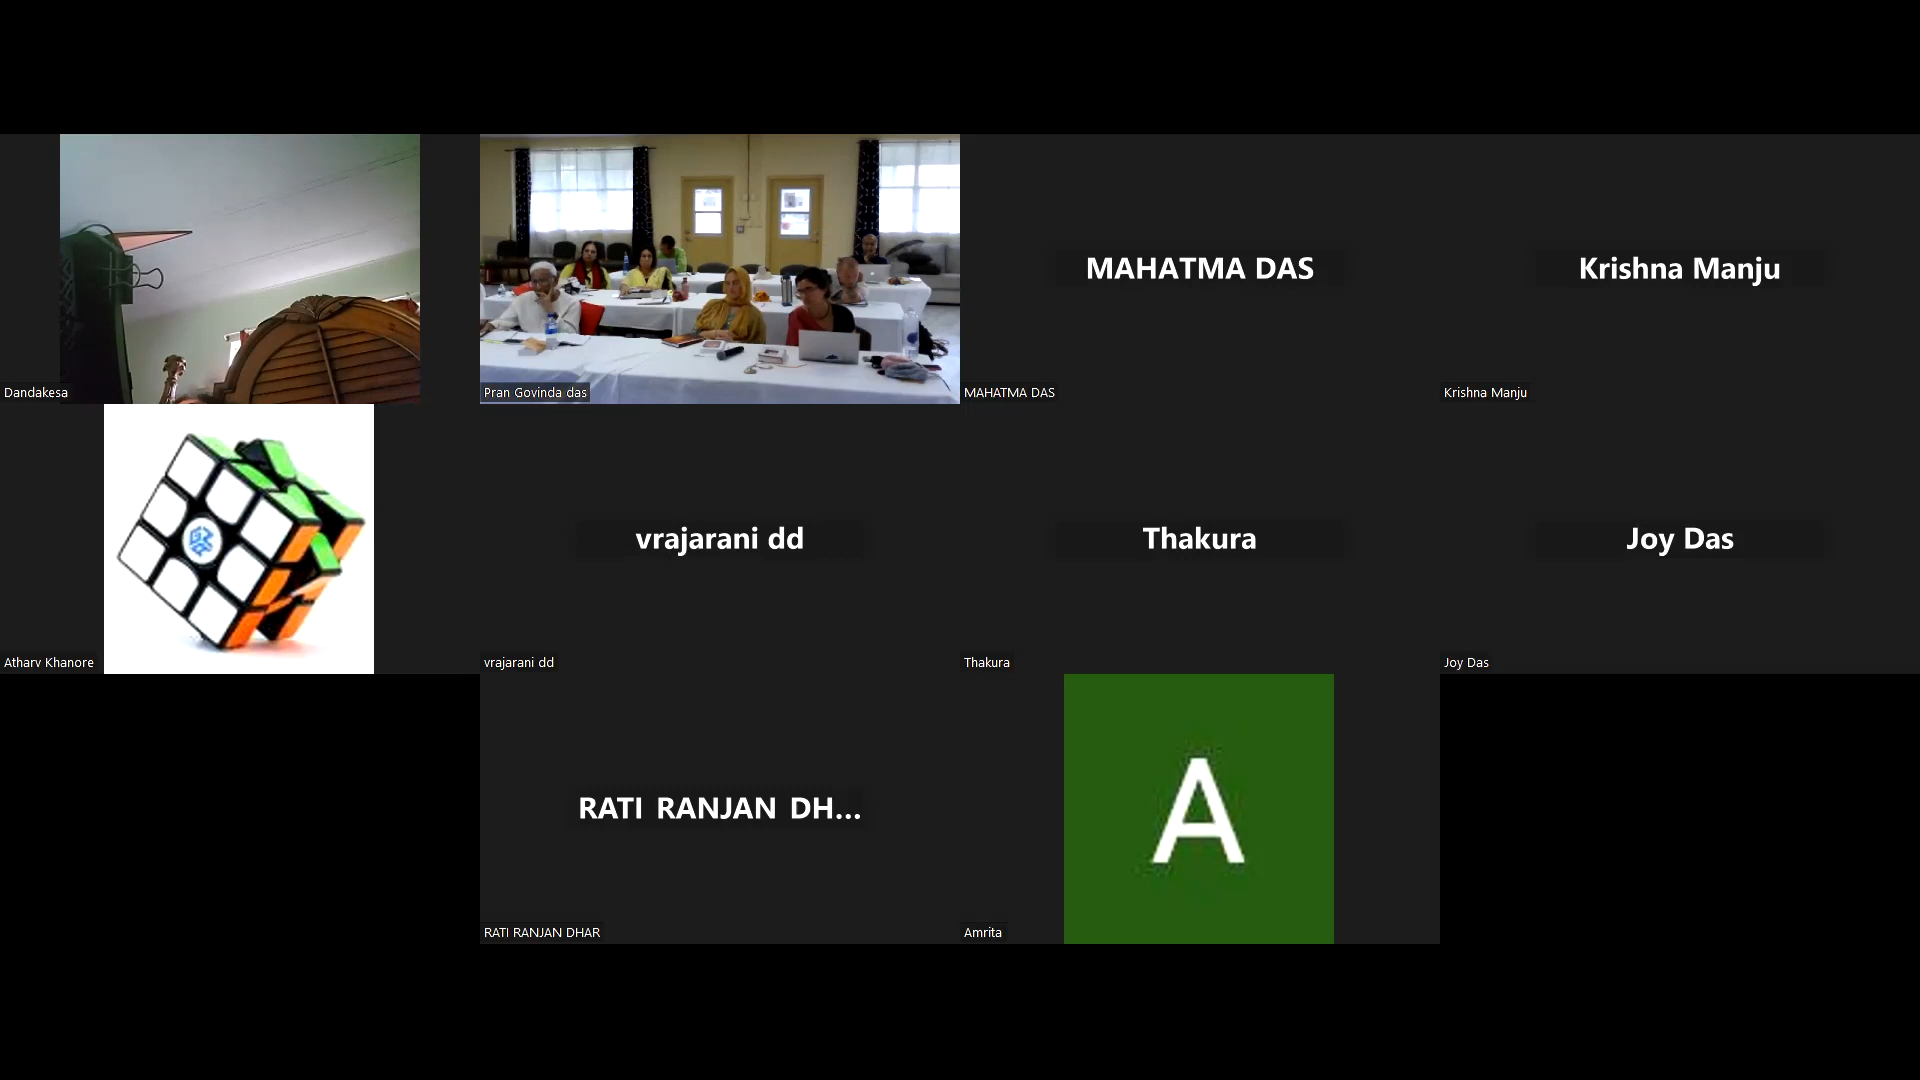 MAHATMA DAS
Krishna Manju
Dandakesa
Pran Govinda das
MAHATMA DAS
Krishna Manju
vrajarani dd
Thakura
Joy Das
Atharv Khanore
vrajarani dd
Thakura
Joy Das
RATI RANJAN DH...
A
RATI RANJAN DHAR
Amrita